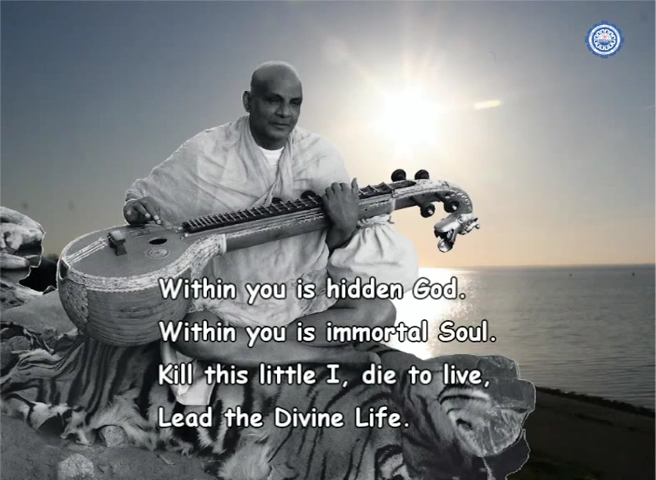 Within you is hidden God.
Within you is immortal Soul.
Kill this little I, die to live,
Lead the Divine Life.